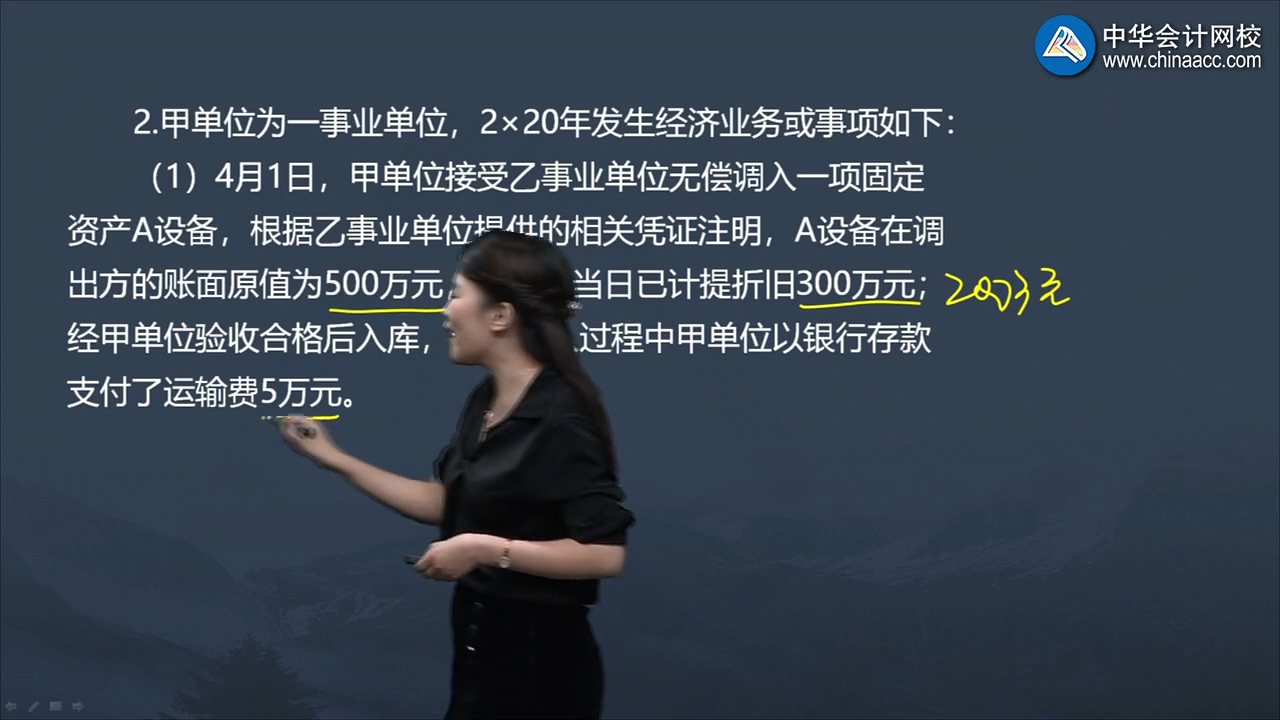 中华会计网校
www.chinaacc.com
2.甲单位为一事业单位，2×20年发生经济业务或事项如下：
（1）4月1日，甲单位接受乙事业单位无偿调入一项固定
资产A设备，根据乙事业单位提供的相关凭证注明，A设备在调
出方的账面原值为500万元，当日已计提折旧300万元； 200万元
经甲单位验收合格后入库，过程中甲单位以银行存款
支付了运输费5万元。